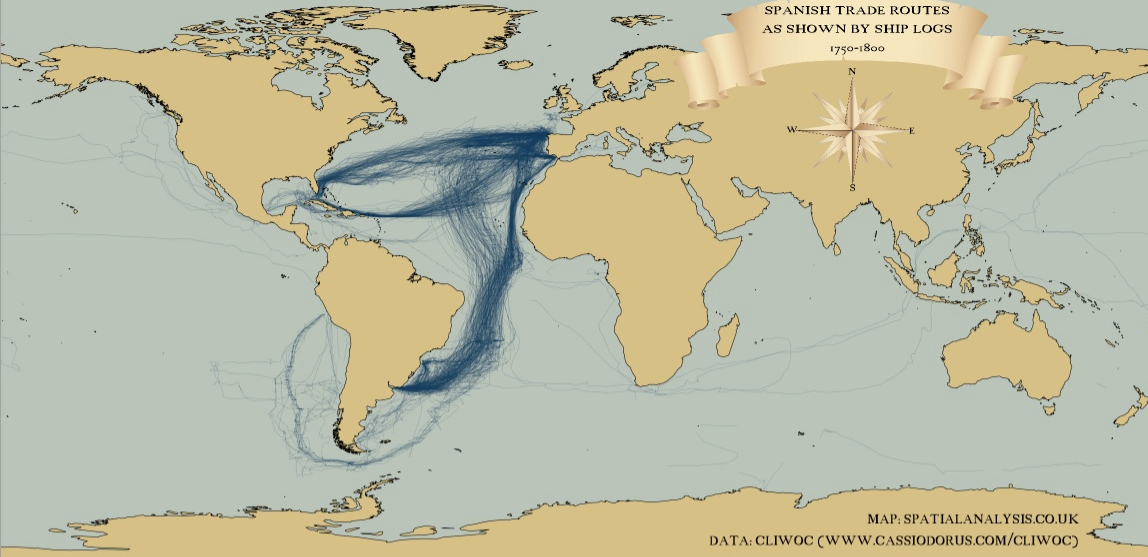 SPANISH TRADE ROUTES
AS SHOWN BY SHIP LOGS
1750-1800
N
W
E
S
MAP: SPATIALANALYSIS.CO.UK
DATA: CLIWOC (WWW.CASSIODORUS.COM/CLIWOC)